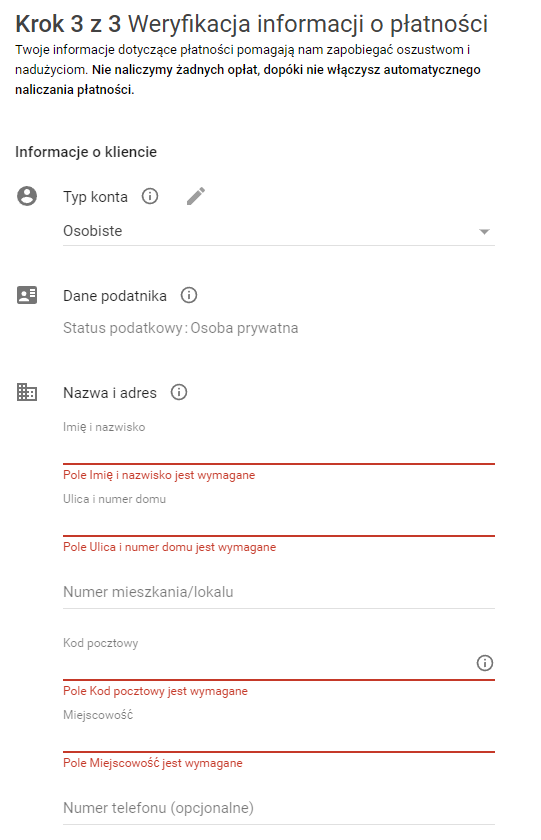 Krok 3 z 3 Weryfikacja informacji o płatności
Twoje informacje dotyczące płatności pomagają nam zapobiegać oszustwom i
nadużyciom. Nie naliczymy żadnych opłat, dopóki nie włączysz automatycznego
naliczania płatności.
Informacje o kliencie
Typ konta
Osobiste
Dane podatnika
Status podatkowy: Osoba prywatna
Nazwa i adres
Imię i nazwisko
Pole Imię i nazwisko jest wymagane
Ulica i numer domu
Pole Ulica i numer domu jest wymagane
Numer mieszkania/lokalu
Kod pocztowy
Pole Kod pocztowy jest wymagane
Miejscowość
Pole Miejscowość jest wymagane
Numer telefonu (opcjonalne)